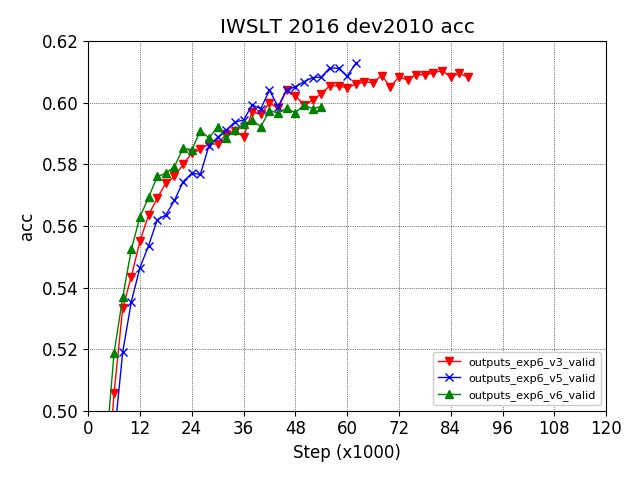 IWSLT 2016 dev2010 acc
0.62
0.60
0.58
0.56
0.54
0.52
0.50
acc
outputs_exp6_v3_valid
outputs_exp6_v5_valid
outputs_exp6_v6_valid
0 12 24 36 48 60 72 84 96 108 120
Step (x1000)